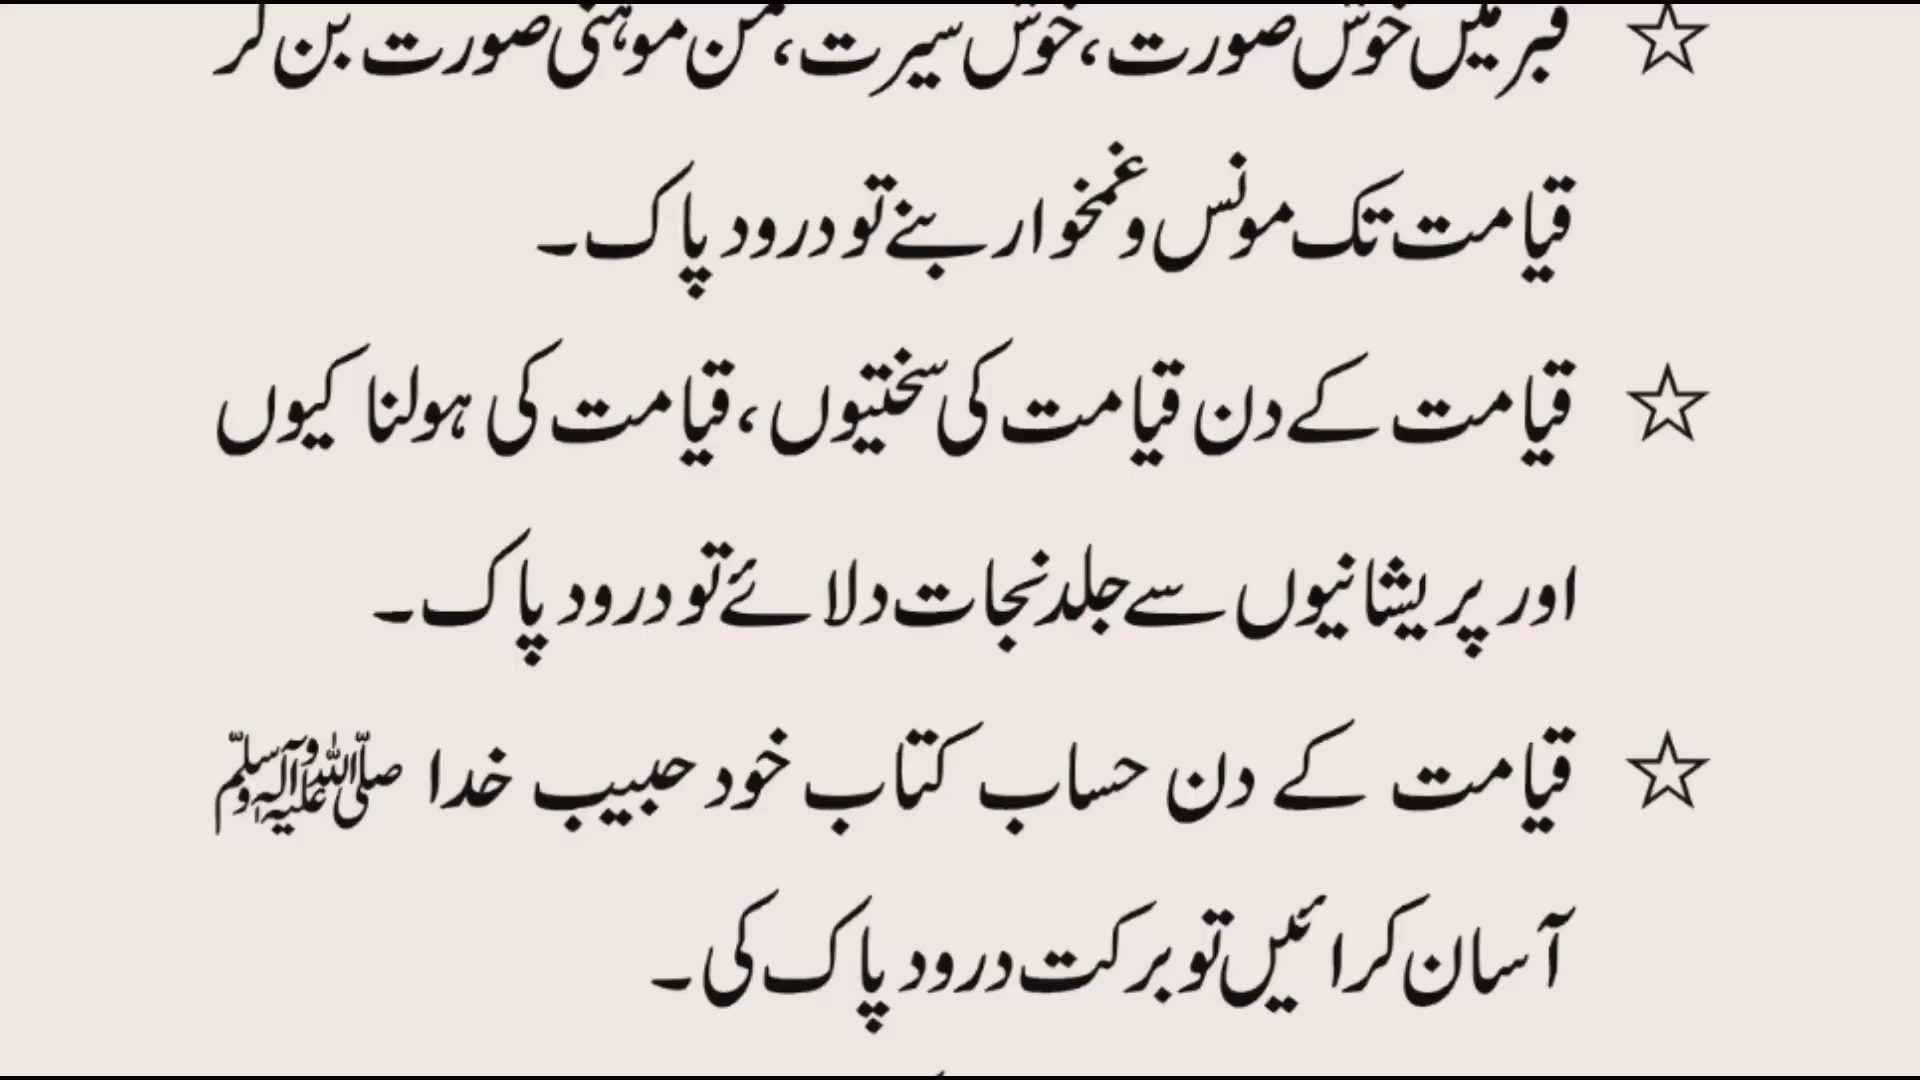 ☆ قبر میں خوش صورت، خوش سیرت، من موہنی صورت بن کر
قیامت تک مونس و غمخوار بنے تو درود پاک۔
☆ قیامت کے دن قیامت کی سختیوں، قیامت کی ہولناکیوں
اور پریشانیوں سے جلد نجات دلائے تو درود پاک۔
☆ قیامت کے دن حساب کتاب خود حبیب خدا صلی اللہ علیہ وآلہ وسلم
آسان کرائیں تو برکت درود پاک کی۔